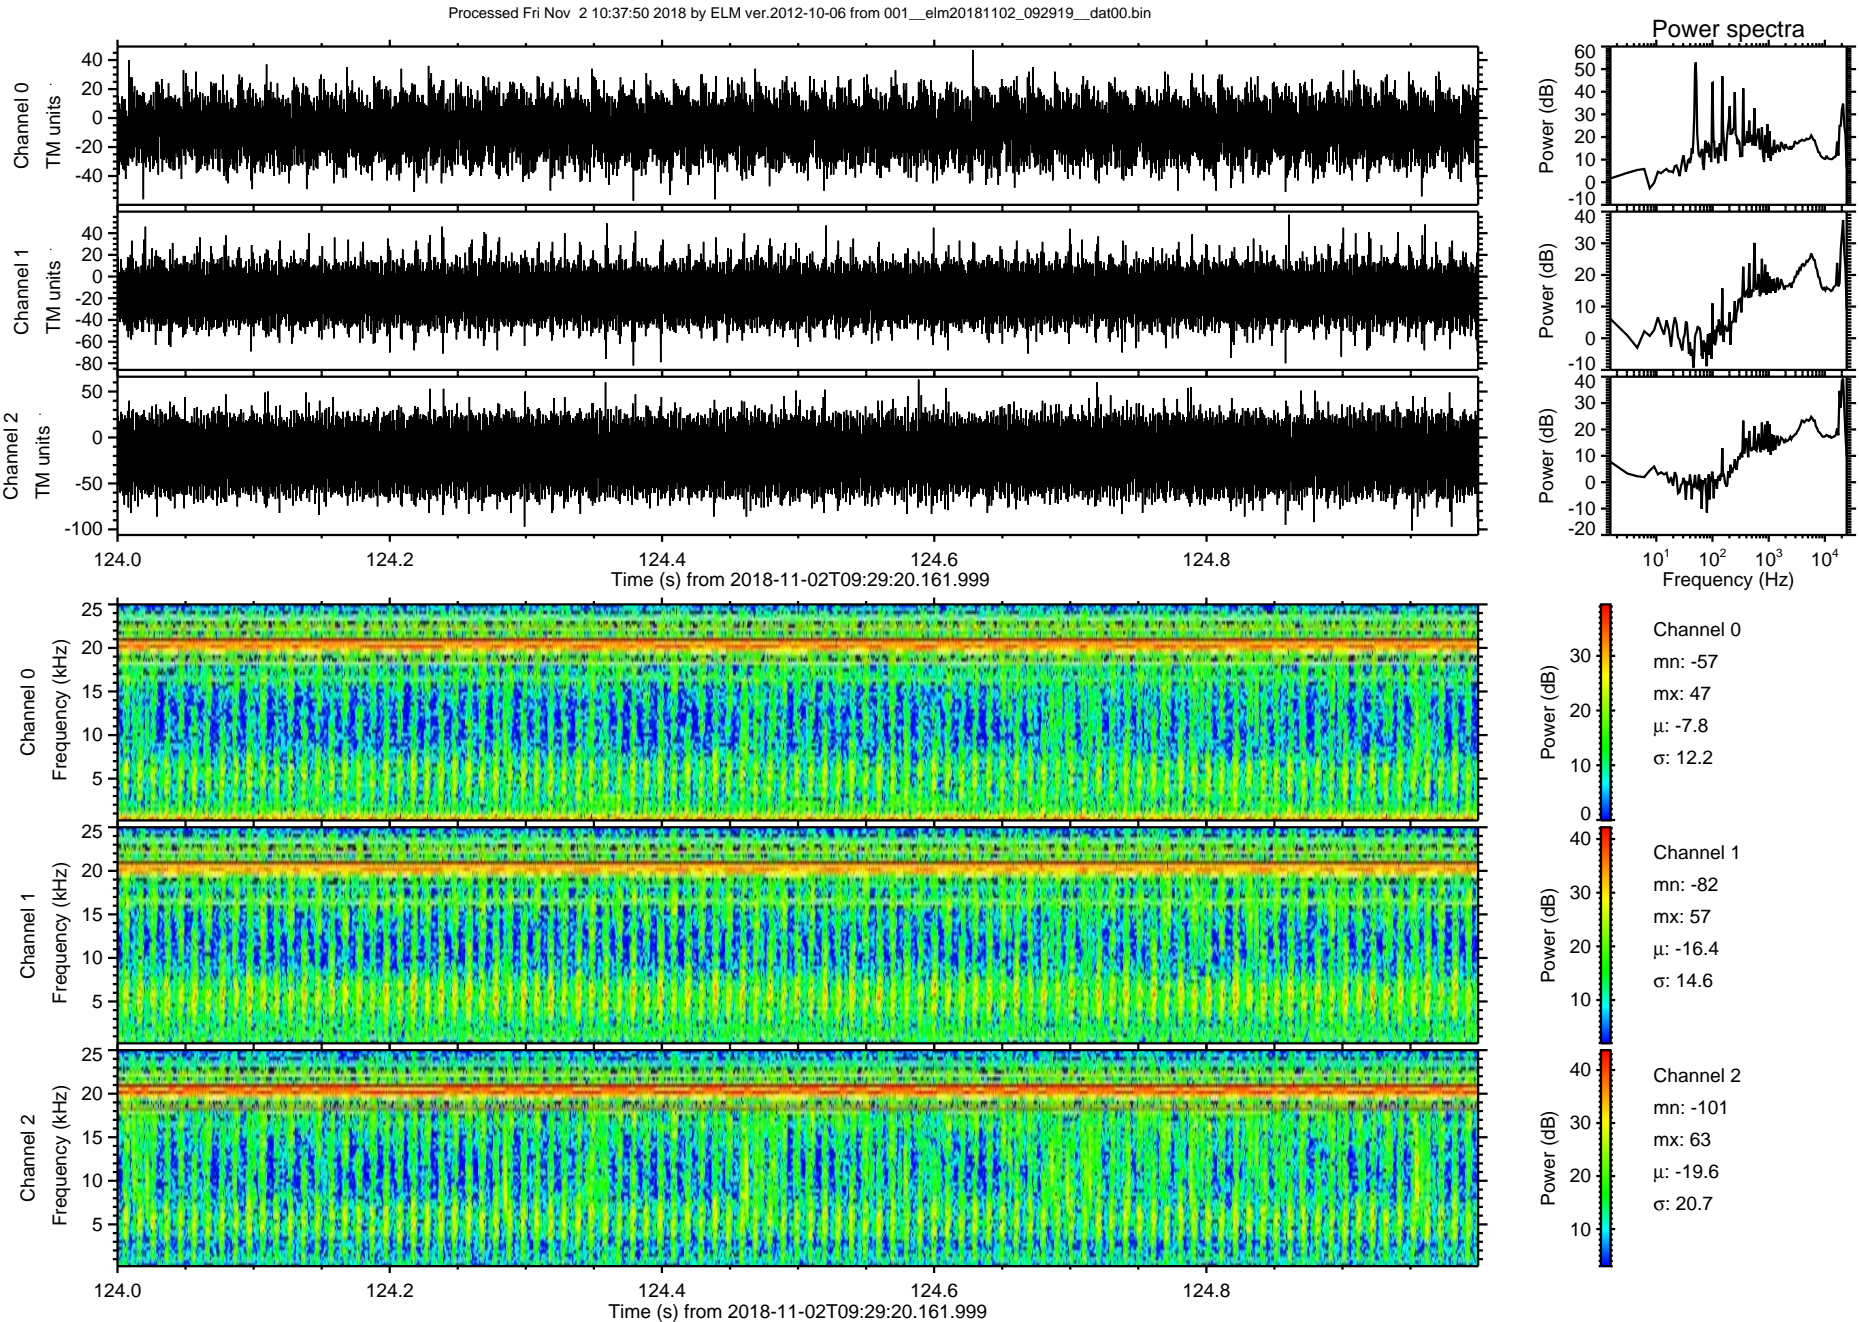 Processed Fri Nov  2 10:37:50 2018 by ELM ver.2012-10-06 from 001__elm20181102_092919__dat00.bin
Power spectra
Channel 0
TM units
40
20
0
-20
-40
Power (dB)
60
50
40
30
20
10
0
-10
Channel 1
TM units
40
20
0
-20
-40
-60
-80
Power (dB)
40
30
20
10
0
-10
Channel 2
TM units
50
0
-50
-100
Power (dB)
40
30
20
10
0
-10
-20
124.0 124.2 124.4 124.6 124.8
Time (s) from 2018-11-02T09:29:20.161.999
10^1 10^2 10^3 10^4
Frequency (Hz)
Channel 0
Frequency (kHz)
25
20
15
10
5
Power (dB)
30
20
10
0
Channel 0
mn: -57
mx: 47
μ: -7.8
σ: 12.2
Channel 1
Frequency (kHz)
25
20
15
10
5
Power (dB)
40
30
20
10
Channel 1
mn: -82
mx: 57
μ: -16.4
σ: 14.6
Channel 2
Frequency (kHz)
25
20
15
10
5
Power (dB)
40
30
20
10
Channel 2
mn: -101
mx: 63
μ: -19.6
σ: 20.7
124.0 124.2 124.4 124.6 124.8
Time (s) from 2018-11-02T09:29:20.161.999